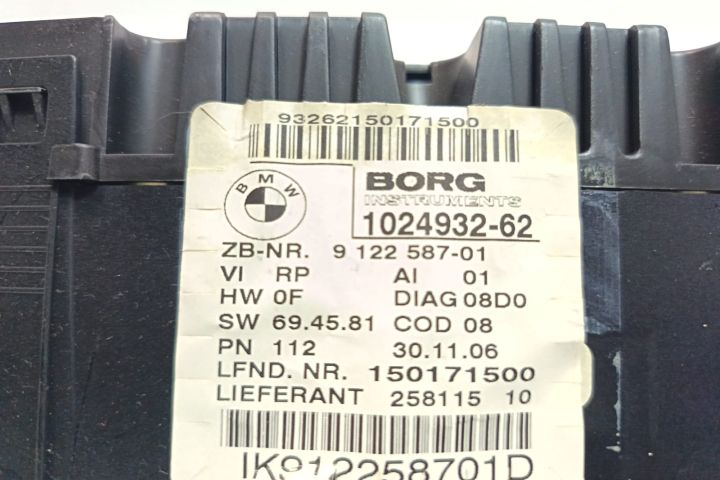 93262150171500
BMW
BORG
INSTRUMENTS
1024932-62
ZB-NR. 9 122 587-01
VI RP AI 01
HW 0F DIAG 08D0
SW 69.45.81 COD 08
PN 112 30.11.06
LFND. NR. 150171500
LIEFERANT 258115 10
IK912258701D